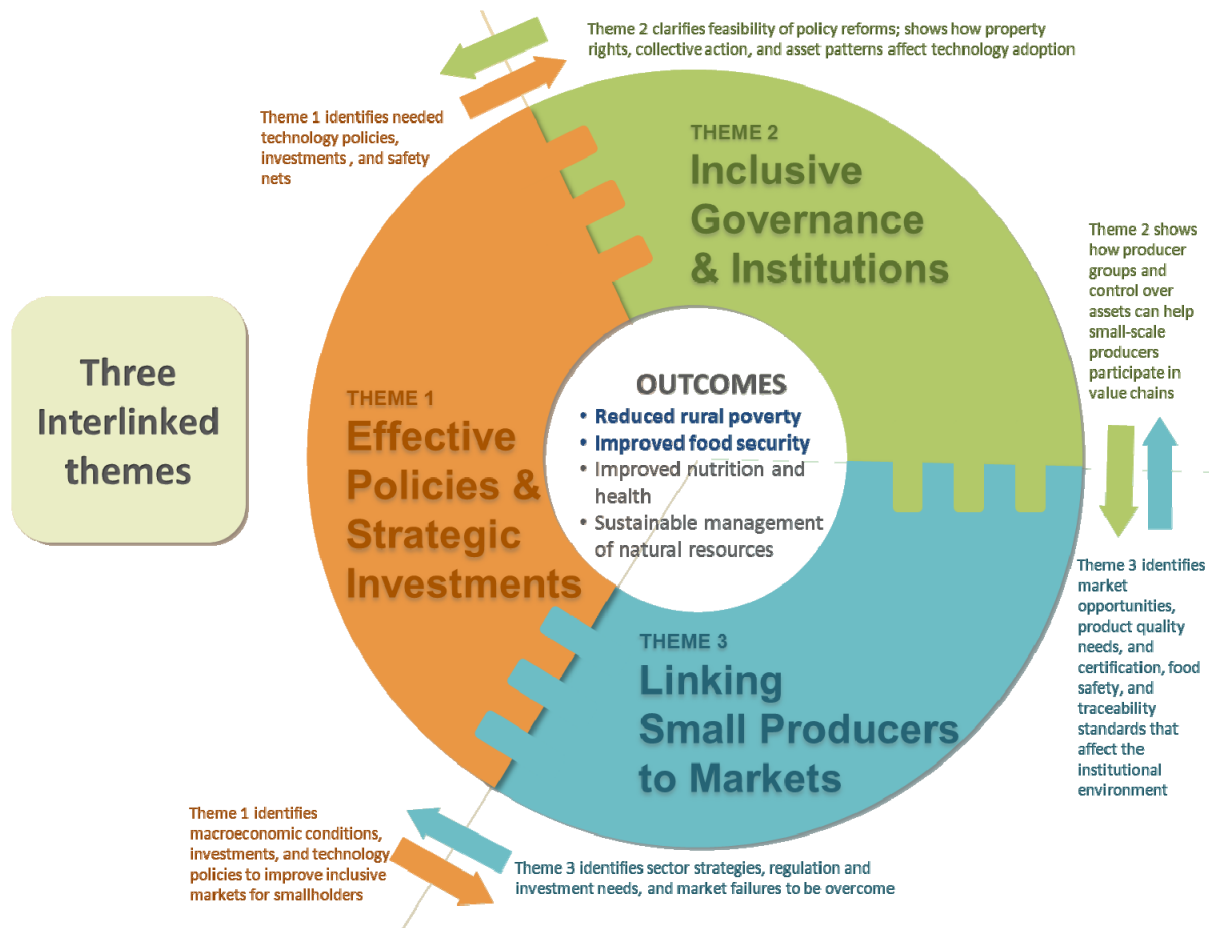 Theme 2 clarifies feasibility of policy reforms; shows how property
rights, collective action, and asset patterns affect technology adoption
Theme 1 identifies needed
technology policies,
investments , and safety
nets
THEME 2
Inclusive
Governance
& Institutions
Theme 2 shows
how producer
groups and
control over
assets can help
small-scale
producers
participate in
value chains
Three
Interlinked
themes
THEME 1
Effective
Policies &
Strategic
Investments
OUTCOMES
• Reduced rural poverty
• Improved food security
• Improved nutrition and
health
• Sustainable management
of natural resources
Theme 3 identifies
market
opportunities,
product quality
needs, and
certification, food
safety, and
traceability
standards that
affect the
institutional
environment
THEME 3
Linking
Small Producers
to Markets
Theme 1 identifies
macroeconomic conditions,
investments, and technology
policies to improve inclusive
markets for smallholders
Theme 3 identifies sector strategies, regulation and
investment needs, and market failures to be overcome